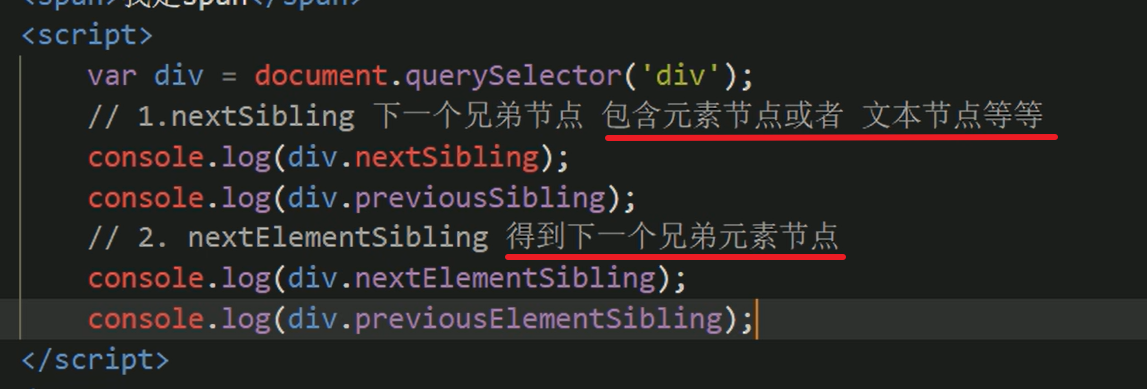 <span>我是span</span>
<script>
var div = document.querySelector('div');
// 1.nextSibling 下一个兄弟节点 包含元素节点或者 文本节点等等
console.log(div.nextSibling);
console.log(div.previousSibling);
// 2. nextElementSibling 得到下一个兄弟元素节点
console.log(div.nextElementSibling);
console.log(div.previousElementSibling);
</script>